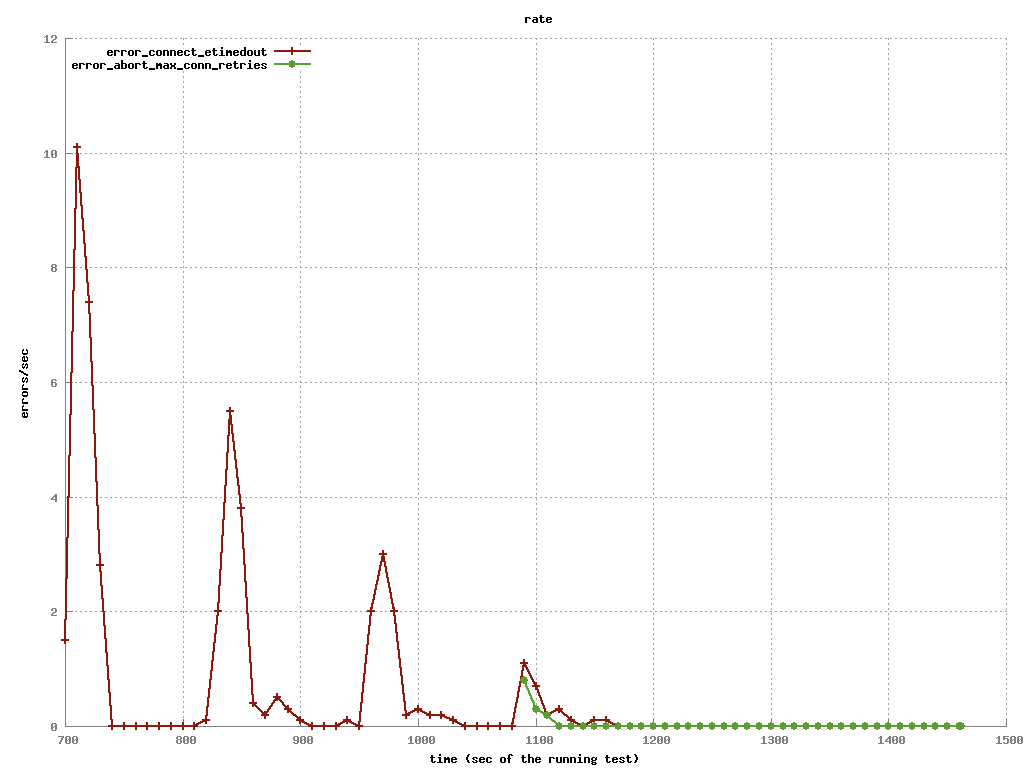 rate
error_connect_etimedout
error_abort_max_conn_retries
12
10
8
6
4
2
0
errors/sec
700 800 900 1000 1100 1200 1300 1400 1500
time (sec of the running test)